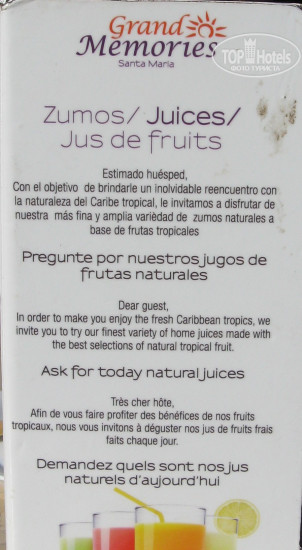 Grand
Memories
Santa Maria
TOP Hotels
ФОТО ТУРИСТА
Zumos/ Juices/
Jus de fruits
Estimado huésped,
Con el objetivo de brindarle un inolvidable reencuentro con
la naturaleza del Caribe tropical, le invitamos a disfrutar de
nuestra más fina y amplia varièdad de zumos naturales a
base de frutas tropicales
Pregunte por nuestros jugos de
frutas naturales
Dear guest,
In order to make you enjoy the fresh Caribbean tropics, we
invite you to try our finest variety of home juices made with
the best selections of natural tropical fruit.
Ask for today natural juices
Très cher hôte,
Afin de vous faire profiter des bénéfices de nos fruits
tropicaux, nous vous invitons à déguster nos jus de fruits frais
faits chaque jour.
Demandez quels sont nos jus
naturels d'aujourd'hui